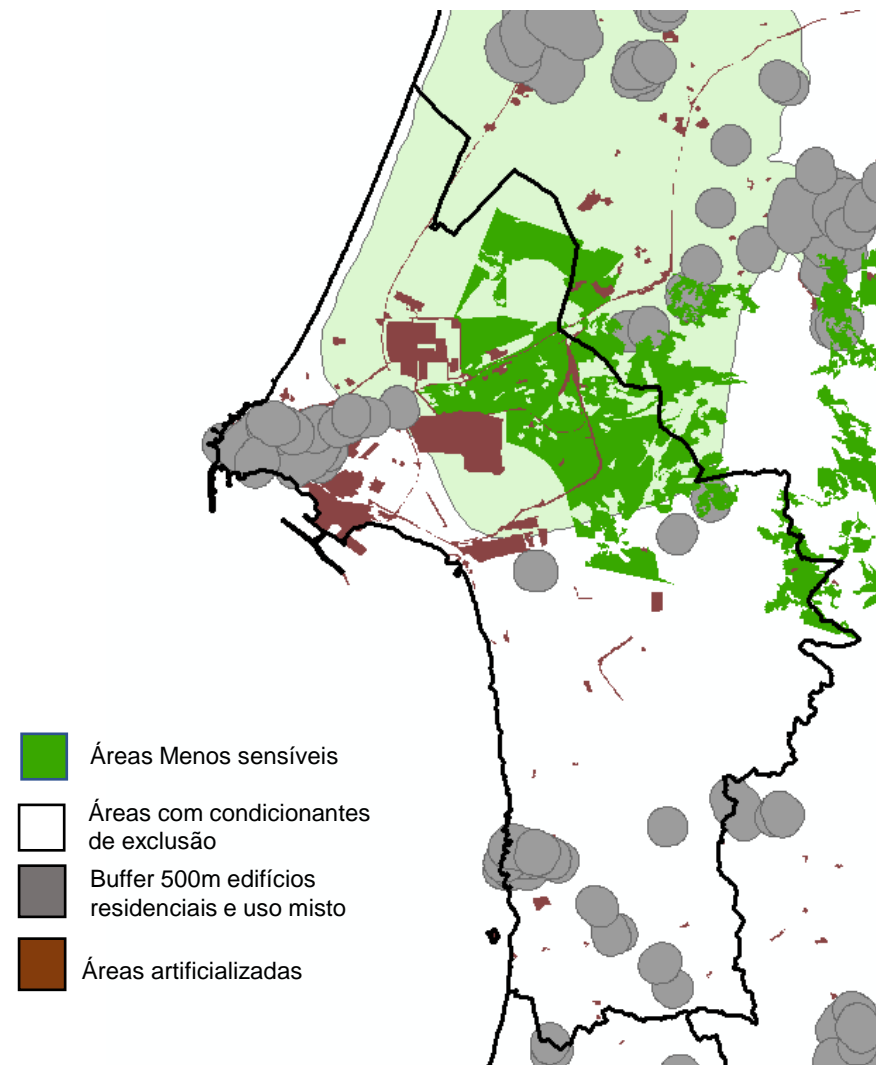 Áreas Menos sensíveis
Áreas com condicionantes
de exclusão
Buffer 500m edifícios
residenciais e uso misto
Áreas artificializadas